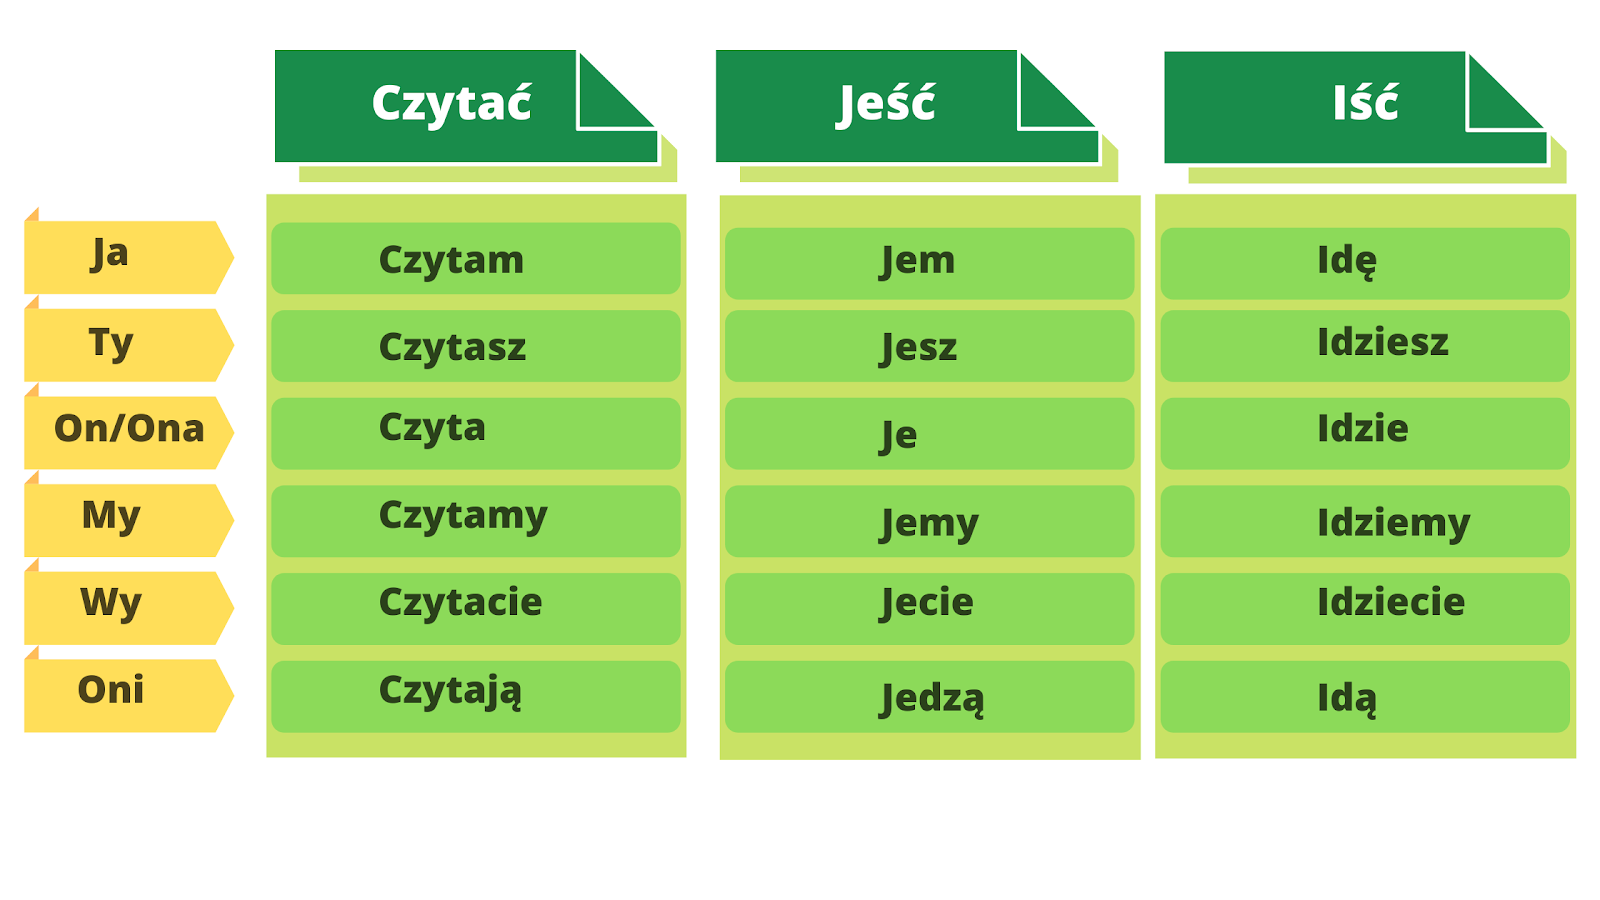 Czytać Jeść Iść
Ja Czytam Jem Idę
Ty Czytasz Jesz Idziesz
On/Ona Czyta Je Idzie
My Czytamy Jemy Idziemy
Wy Czytacie Jecie Idziecie
Oni Czytają Jedzą Idą